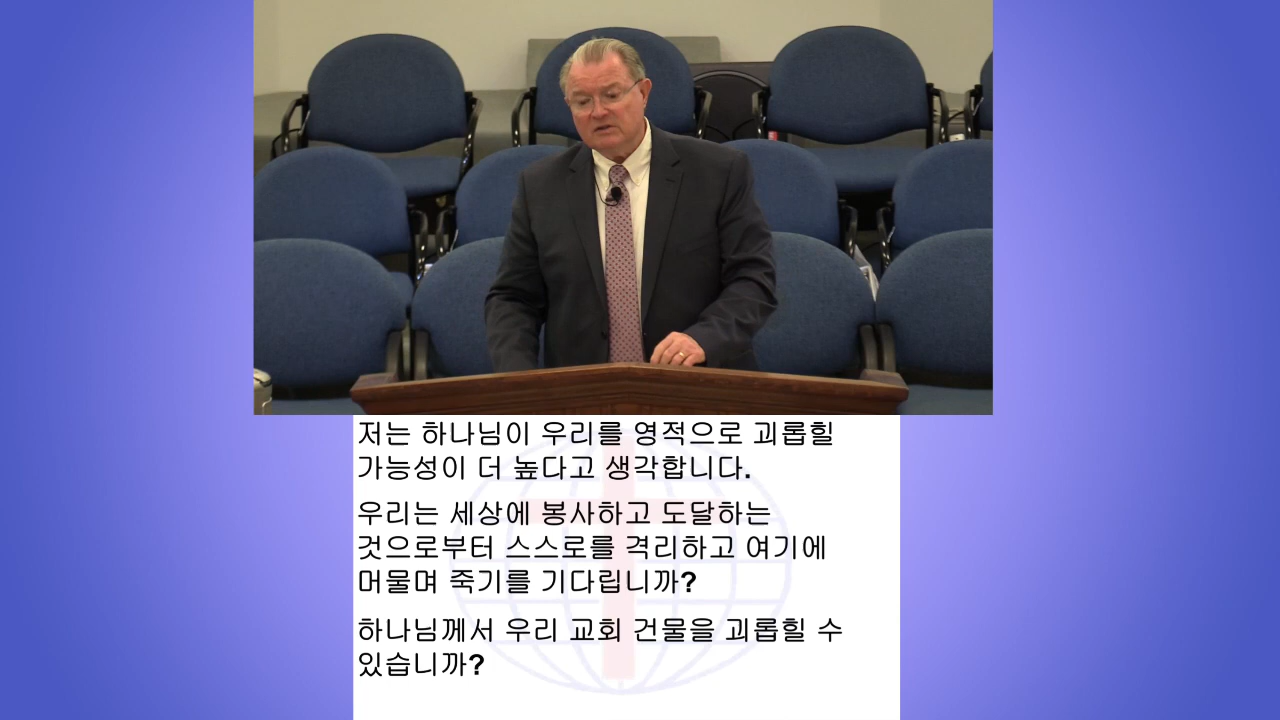 저는 하나님이 우리를 영적으로 괴롭힐
가능성이 더 높다고 생각합니다.
우리는 세상에 봉사하고 도달하는
것으로부터 스스로를 격리하고 여기에
머물며 죽기를 기다립니까?
하나님께서 우리 교회 건물을 괴롭힐 수
있습니까?